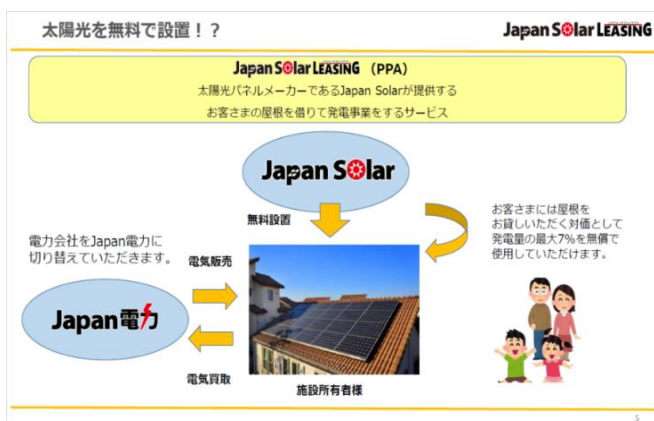 太陽光を無料で設置！？
Japan Solar LEASING
Japan Solar LEASING (PPA)
太陽光パネルメーカーであるJapan Solarが提供する
お客さまの屋根を借りて発電事業をするサービス
Japan Solar
無料設置
お客さまには屋根を
お貸しいただく対価として
発電量の最大7%を無償で
使用していただけます。
電力会社をJapan電力に
切り替えていただきます。
電気販売
Japan電力
電気買取
施設所有者様
5